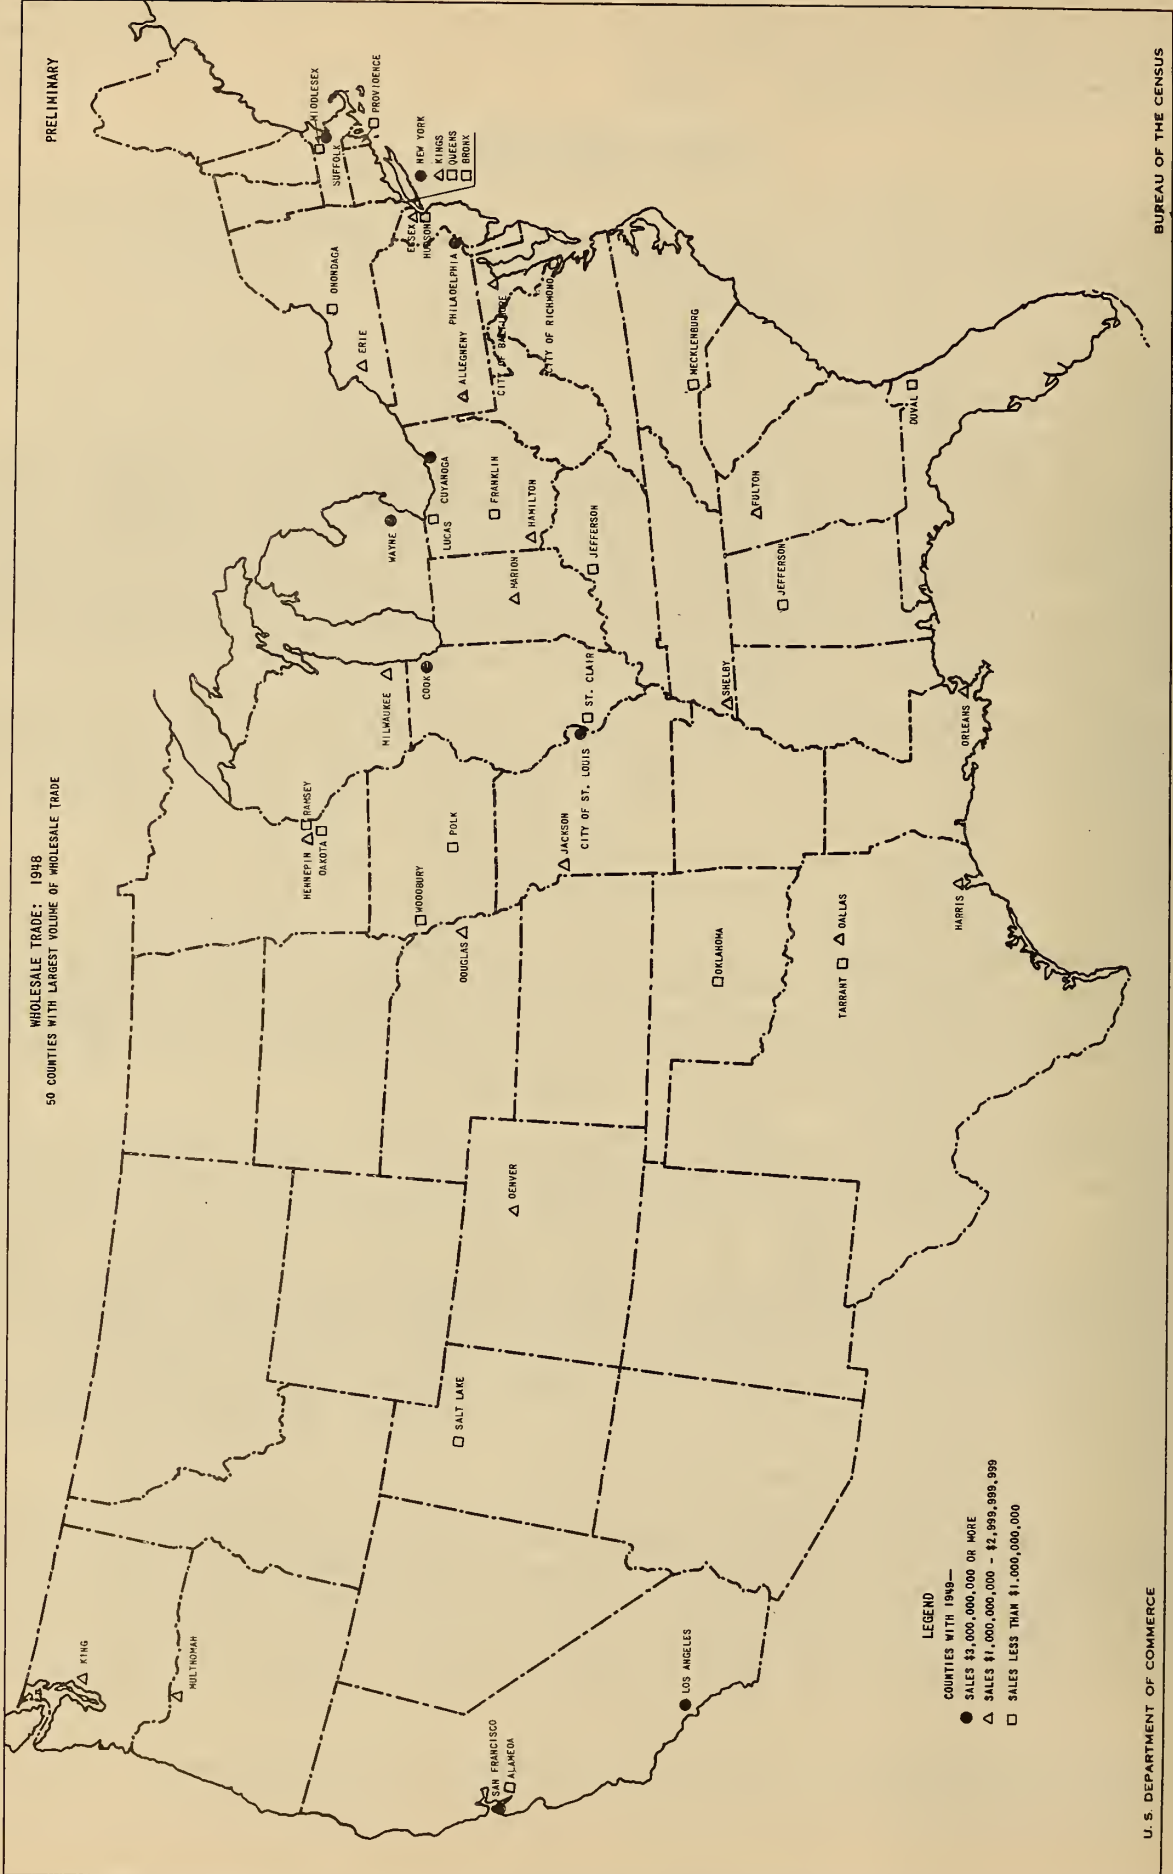 PRELIMINARY
WHOLESALE TRADE: 1948
50 COUNTIES WITH LARGEST VOLUME OF WHOLESALE TRADE
KING
MULTNOMAH
SAN FRANCISCO
ALAMEDA
LOS ANGELES
SALT LAKE
DENVER
HENNEPIN
RAMSEY
DAKOTA
WOODBURY
DOUGLAS
POLK
JACKSON
CITY OF ST. LOUIS
ST. CLAIR
OKLAHOMA
TARRANT
DALLAS
HARRIS
ORLEANS
SHELBY
MILWAUKEE
COOK
WAYNE
LUCAS
CUYANOGA
FRANKLIN
HAMILTON
MARION
JEFFERSON
JEFFERSON
FULTON
MECKLENBURG
DUVAL
ERIE
ONONDAGA
ALLEGHENY
PHILADELPHIA
CITY OF BALTIMORE
CITY OF RICHMOND
ESSEX
HUDSON
NEW YORK
KINGS
QUEENS
BRONX
SUFFOLK
MIDDLESEX
PROVIDENCE
LEGEND
COUNTIES WITH 1949—
SALES $3,000,000,000 OR MORE
SALES $1,000,000,000 - $2,999,999,999
SALES LESS THAN $1,000,000,000
U. S. DEPARTMENT OF COMMERCE
BUREAU OF THE CENSUS